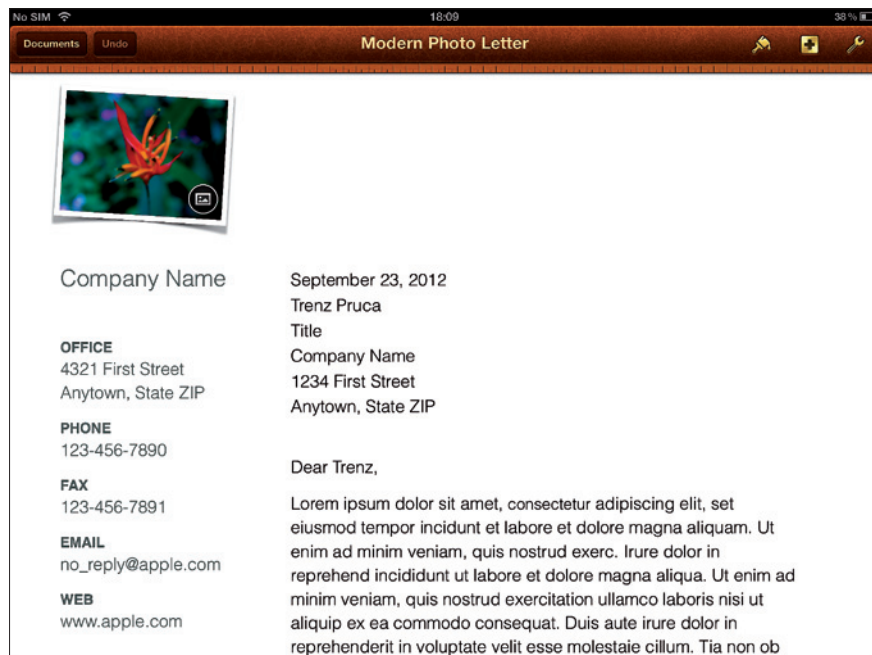 No SIM 18:09 38 %
Documents Undo Modern Photo Letter
Company Name
OFFICE
4321 First Street
Anytown, State ZIP
PHONE
123-456-7890
FAX
123-456-7891
EMAIL
no_reply@apple.com
WEB
www.apple.com
September 23, 2012
Trenz Pruca
Title
Company Name
1234 First Street
Anytown, State ZIP
Dear Trenz,
Lorem ipsum dolor sit amet, consectetur adipiscing elit, set
eiusmod tempor incidunt et labore et dolore magna aliquam. Ut
enim ad minim veniam, quis nostrud exerc. Irure dolor in
reprehend incididunt ut labore et dolore magna aliqua. Ut enim ad
minim veniam, quis nostrud exercitation ullamco laboris nisi ut
aliquip ex ea commodo consequat. Duis aute irure dolor in
reprehenderit in voluptate velit esse molestaie cillum. Tia non ob